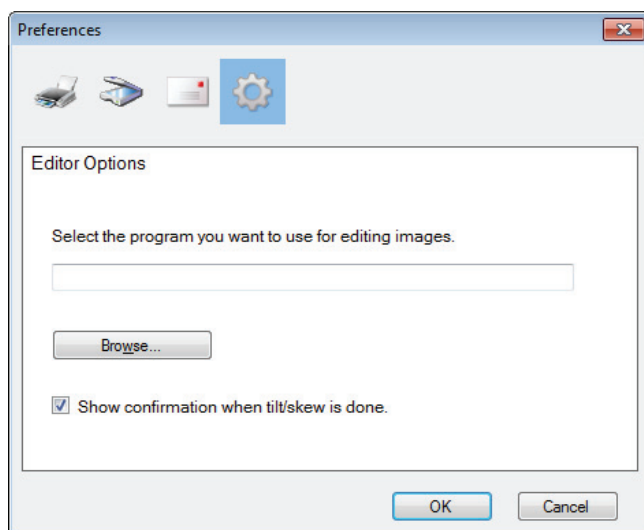 Preferences
Editor Options
Select the program you want to use for editing images.
Browse...
Show confirmation when tilt/skew is done.
OK
Cancel